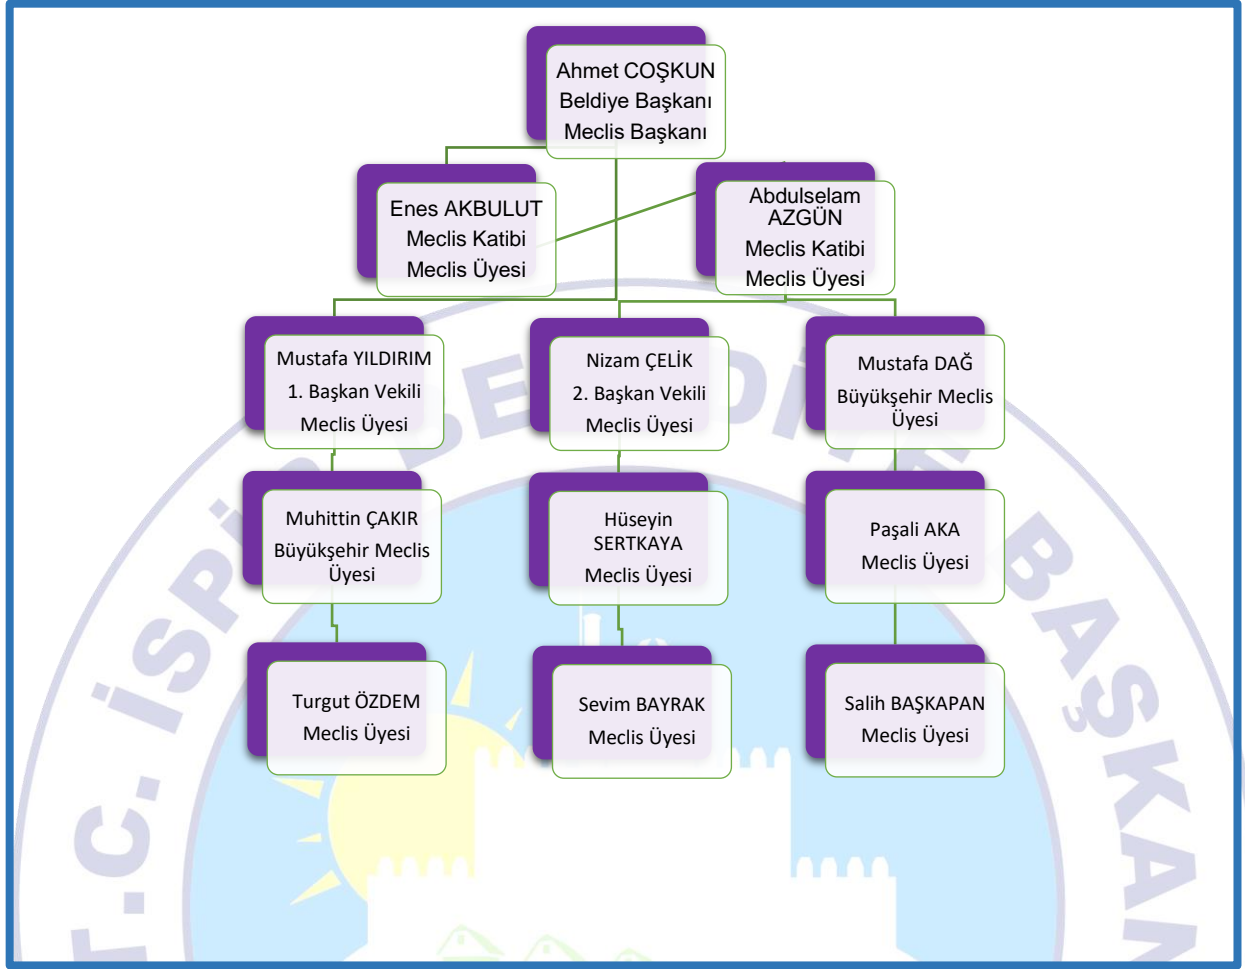 Ahmet COŞKUN
Beldiye Başkanı
Meclis Başkanı
Enes AKBULUT
Meclis Katibi
Meclis Üyesi
Abdulselam
AZGÜN
Meclis Katibi
Meclis Üyesi
Mustafa YILDIRIM
1. Başkan Vekili
Meclis Üyesi
Nizam ÇELİK
2. Başkan Vekili
Meclis Üyesi
Mustafa DAĞ
Büyükşehir Meclis
Üyesi
Muhittin ÇAKIR
Büyükşehir Meclis
Üyesi
Hüseyin
SERTKAYA
Meclis Üyesi
Paşali AKA
Meclis Üyesi
Turgut ÖZDEM
Meclis Üyesi
Sevim BAYRAK
Meclis Üyesi
Salih BAŞKAPAN
Meclis Üyesi
T.C. İSPİR